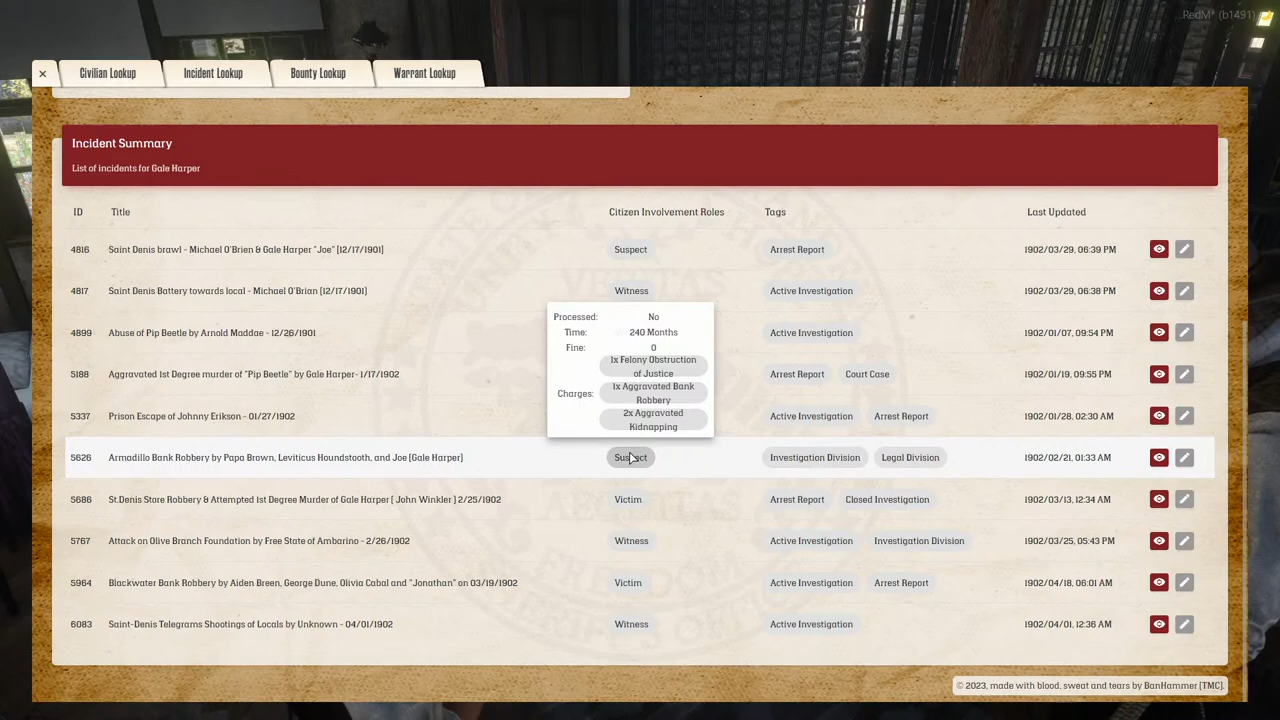 RedM® (b1491)
× Civilian Lookup Incident Lookup Bounty Lookup Warrant Lookup
Incident Summary
List of incidents for Gale Harper
ID Title Citizen Involvement Roles Tags Last Updated
4816 Saint Denis brawl - Michael O'Brien & Gale Harper "Joe" [12/17/1901] Suspect Arrest Report 1902/03/29, 06:39 PM
4817 Saint Denis Battery towards local - Michael O'Brian [12/17/1901] Witness Active Investigation 1902/03/29, 06:38 PM
Processed: No
Time: 240 Months
Fine: 0
Charges:
1x Felony Obstruction
of Justice
1x Aggravated Bank
Robbery
2x Aggravated
Kidnapping
4899 Abuse of Pip Beetle by Arnold Maddae - 12/26/1901 Active Investigation 1902/01/07, 09:54 PM
5188 Aggravated 1st Degree murder of "Pip Beetle" by Gale Harper- 1/17/1902 Arrest Report Court Case 1902/01/19, 09:55 PM
5337 Prison Escape of Johnny Erikson - 01/27/1902 Active Investigation Arrest Report 1902/01/28, 02:30 AM
5626 Armadillo Bank Robbery by Papa Brown, Leviticus Houndstooth, and Joe [Gale Harper] Suspect Investigation Division Legal Division 1902/02/21, 01:33 AM
5686 St.Denis Store Robbery & Attempted 1st Degree Murder of Gale Harper [ John Winkler ] 2/25/1902 Victim Arrest Report Closed Investigation 1902/03/13, 12:34 AM
5767 Attack on Olive Branch Foundation by Free State of Ambarino - 2/26/1902 Witness Active Investigation Investigation Division 1902/03/25, 05:43 PM
5964 Blackwater Bank Robbery by Aiden Breen, George Dune, Olivia Cabal and "Jonathan" on 03/19/1902 Victim Active Investigation Arrest Report 1902/04/18, 06:01 AM
6083 Saint-Denis Telegrams Shootings of Locals by Unknown - 04/01/1902 Witness Active Investigation 1902/04/01, 12:36 AM
© 2023, made with blood, sweat and tears by BanHammer [TMC].